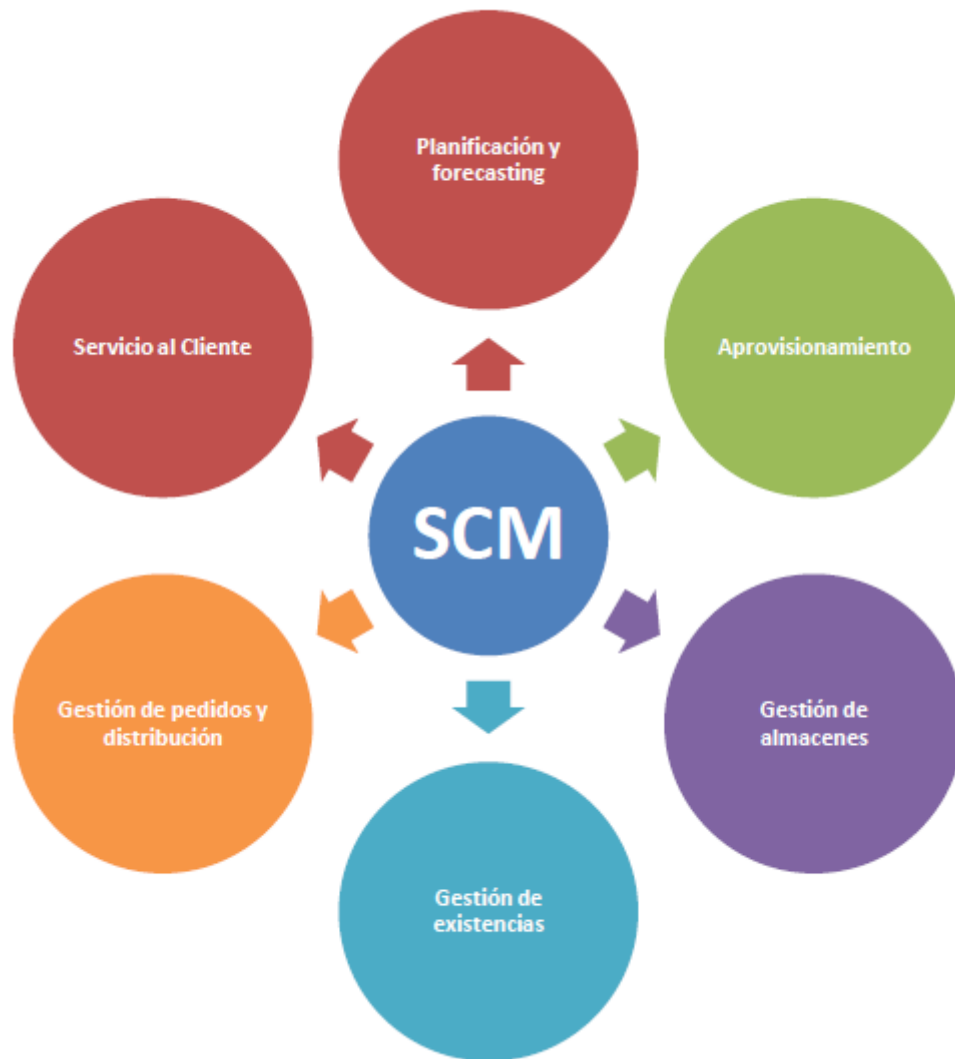 Planificación y
forecasting
Servicio al Cliente
Aprovisionamiento
SCM
Gestión de pedidos y
distribución
Gestión de
almacenes
Gestión de
existencias